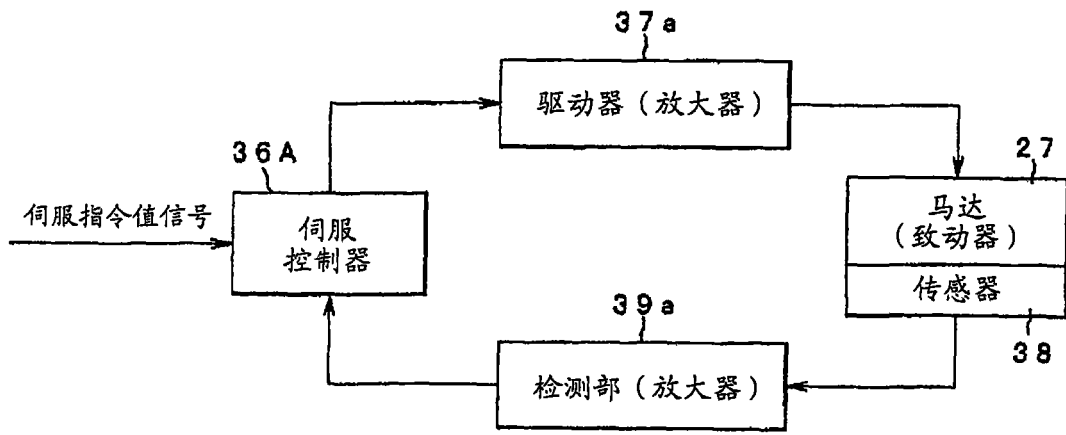 37a
驱动器(放大器)
36A
27
伺服指令值信号
伺服
控制器
马达
(致动器)
传感器
39a
38
检测部(放大器)